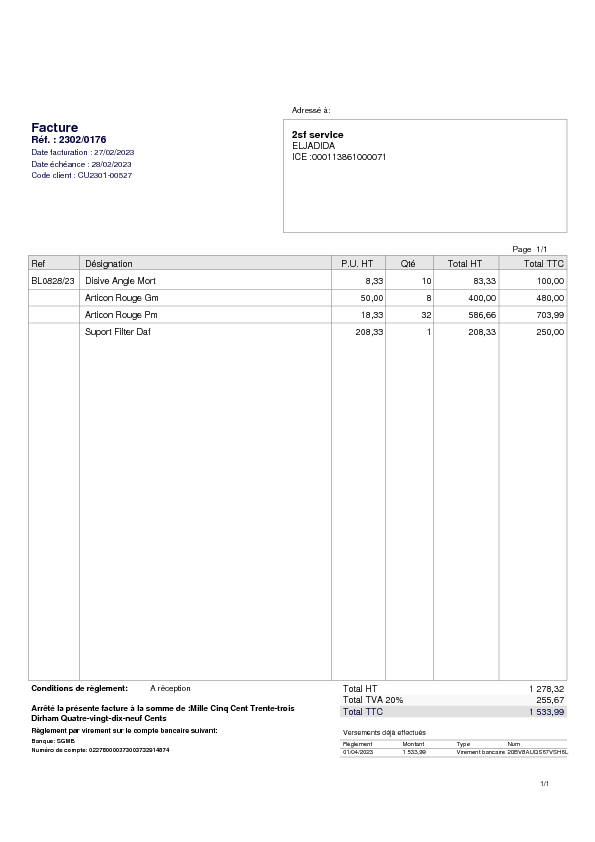 Adressé à:
Facture
Réf. : 2302/0176
Date facturation : 27/02/2023
Date échéance : 28/02/2023
Code client : CU2301-00527
2sf service
ELJADIDA
ICE :000113861000071
Page 1/1
Ref Désignation P.U. HT Qté Total HT Total TTC
BL0828/23 Disive Angle Mort 8,33 10 83,33 100,00
Articon Rouge Gm 50,00 8 400,00 480,00
Articon Rouge Pm 18,33 32 586,66 703,99
Suport Filter Daf 208,33 1 208,33 250,00
Conditions de règlement: A réception
Total HT 1 278,32
Total TVA 20% 255,67
Total TTC 1 533,99
Arrêté la présente facture à la somme de :Mille Cinq Cent Trente-trois
Dirham Quatre-vingt-dix-neuf Cents
Règlement par virement sur le compte bancaire suivant:
Banque: SGMB
Numéro de compte:
Versements déjà effectués
Règlement Montant Type Num
01/04/2023 1 533,99 Virement bancaire
1/1